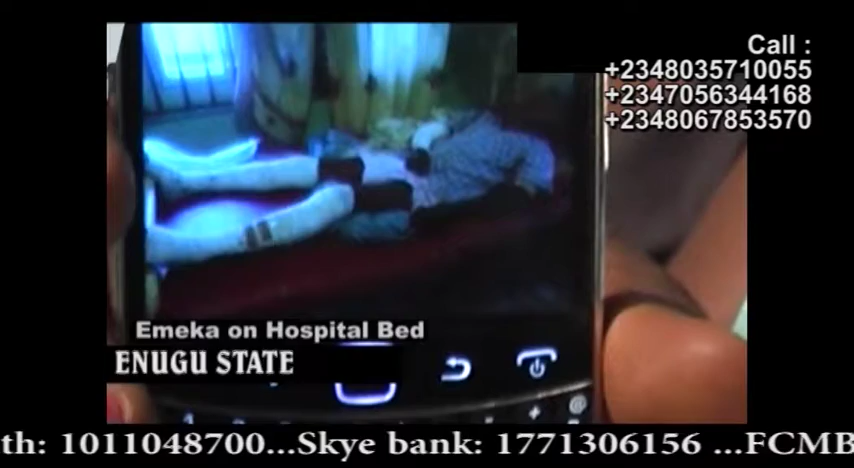 Call :
+2348035710055
+2347056344168
+2348067853570
Emeka on Hospital Bed
ENUGU STATE
th: 1011048700...Skye bank: 1771306156 ...FCMB